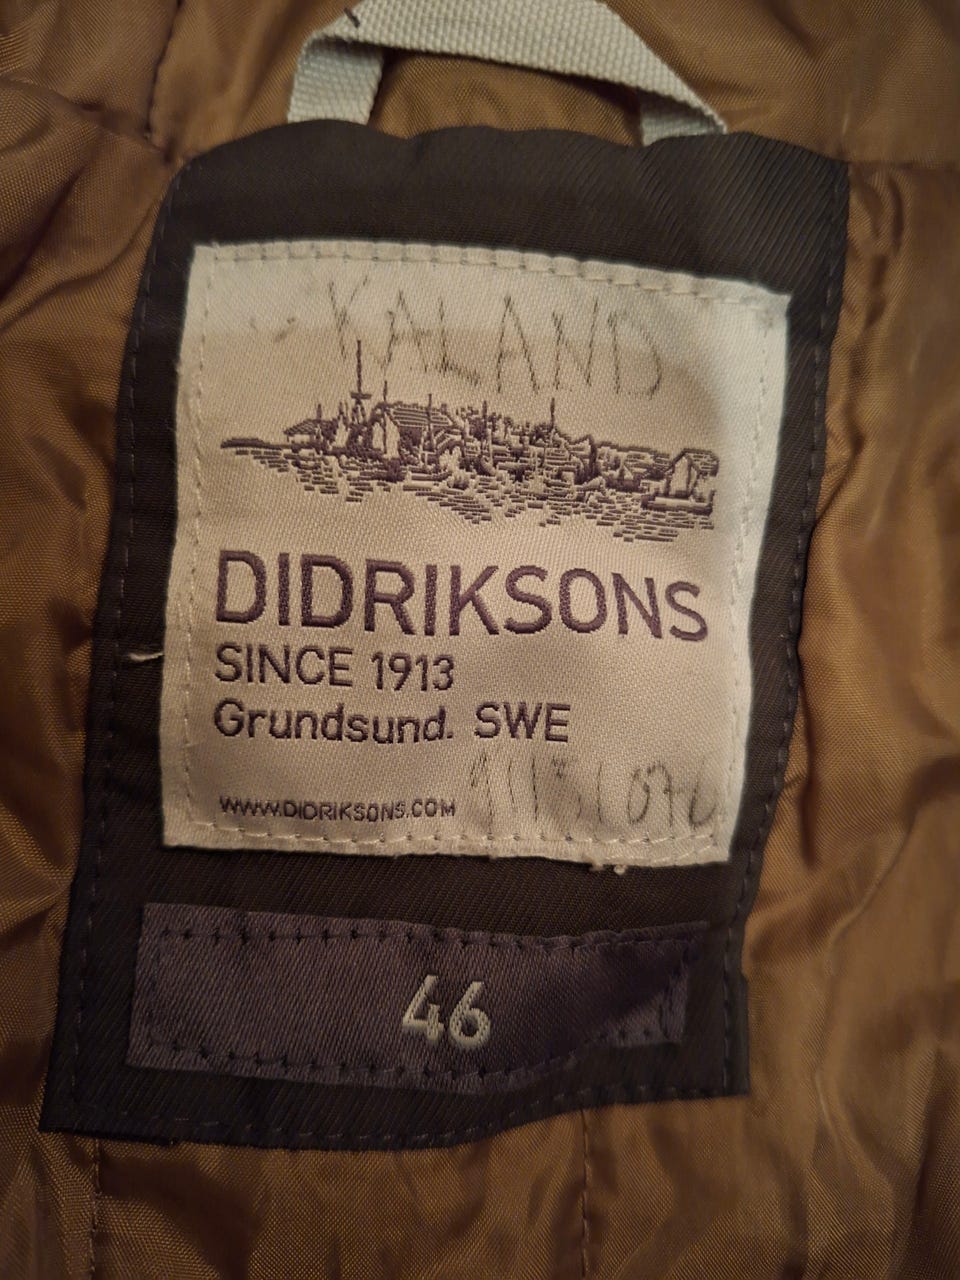 KALAND
DIDRIKSONS
SINCE 1913
Grundsund. SWE
WWW.DIDRIKSONS.COM
46